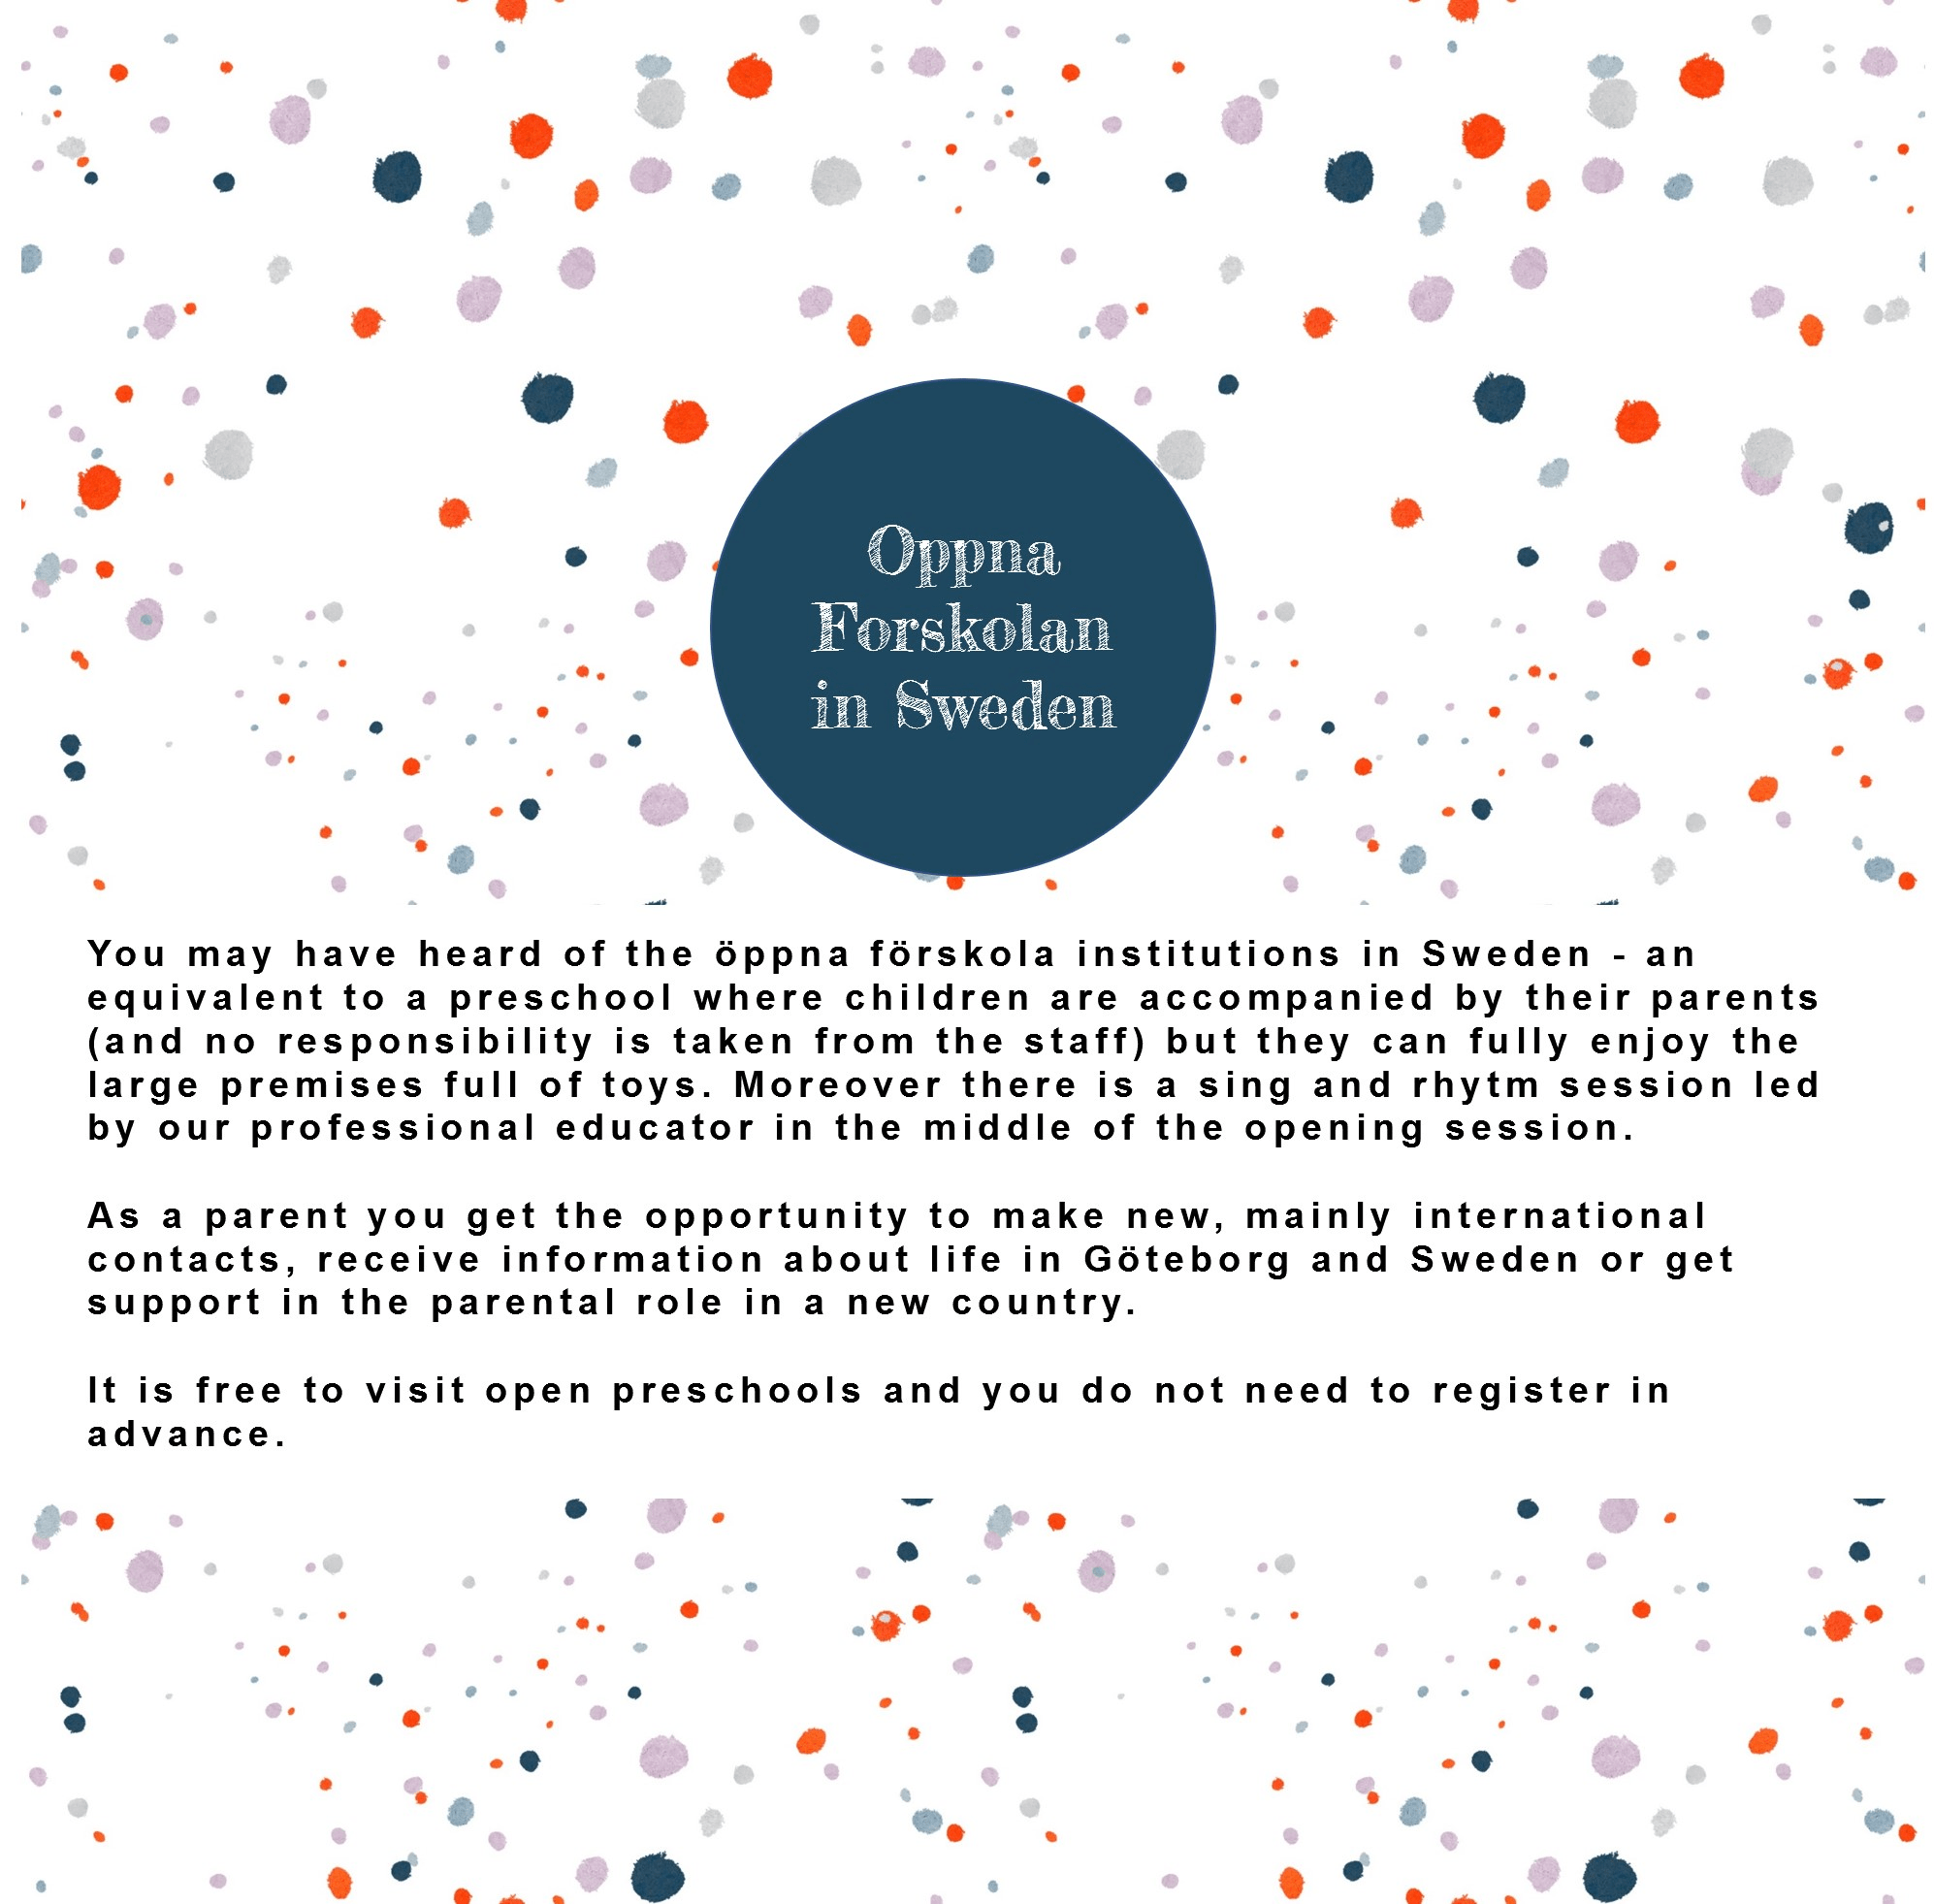 Oppna
Forskolan
in Sweden
You may have heard of the öppna förskola institutions in Sweden - an
equivalent to a preschool where children are accompanied by their parents
(and no responsibility is taken from the staff) but they can fully enjoy the
large premises full of toys. Moreover there is a sing and rhytm session led
by our professional educator in the middle of the opening session.
As a parent you get the opportunity to make new, mainly international
contacts, receive information about life in Göteborg and Sweden or get
support in the parental role in a new country.
It is free to visit open preschools and you do not need to register in
advance.